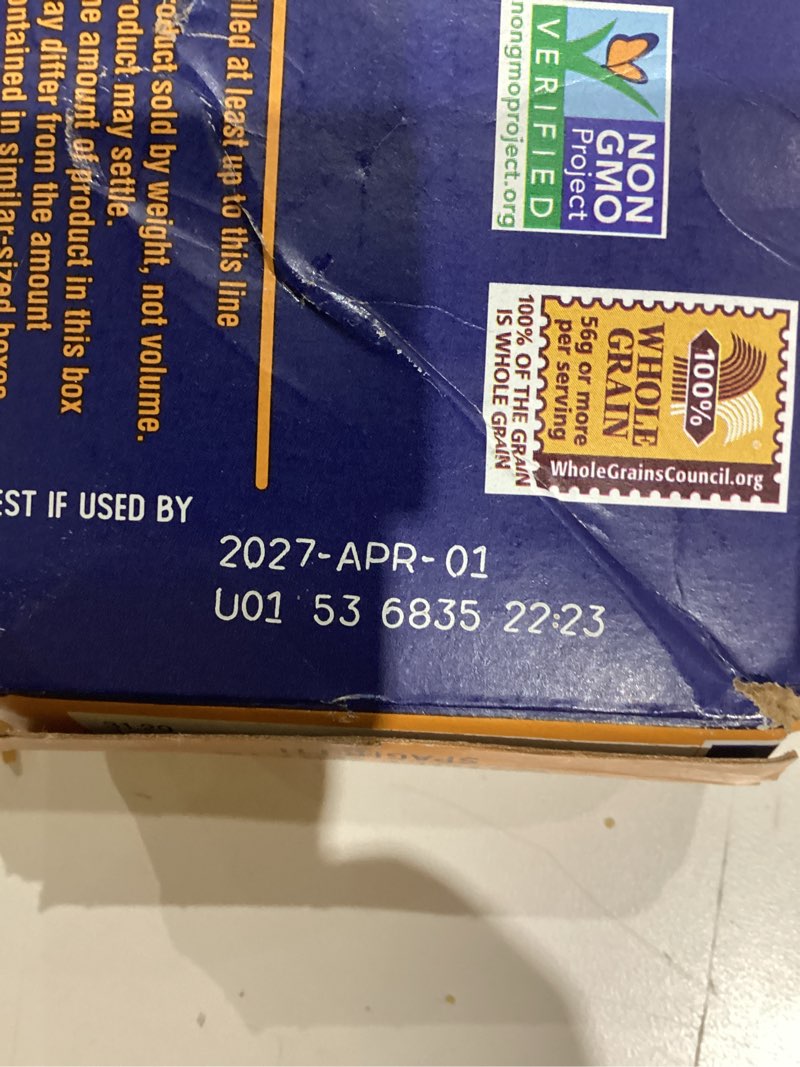 illed at least up to this line
oduct sold by weight, not volume.
roduct may settle.
he amount of product in this box
ay differ from the amount
ontained in similar-sized boxes
NON
GMO
Project
VERIFIED
nongmoproject.org
100%
WHOLE
GRAIN
56g or more
per serving
WholeGrainsCouncil.org
100% OF THE GRAIN
IS WHOLE GRAIN
EST IF USED BY
2027-APR-01
U01 53 6835 22:23
SPAGHETTI